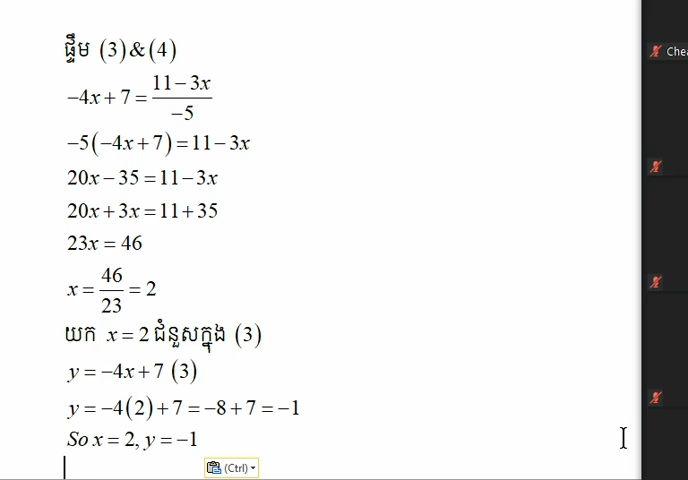 ផ្ទឹម (3)&(4)
−4x+7=\frac{11−3x}{−5}
−5(−4x+7)=11−3x
20x−35=11−3x
20x+3x=11+35
23x=46
x=\frac{46}{23}=2
យក x=2 ជំនួសក្នុង (3)
y=−4x+7 (3)
y=−4(2)+7=−8+7=−1
So x=2, y=−1
(Ctrl)
Chea